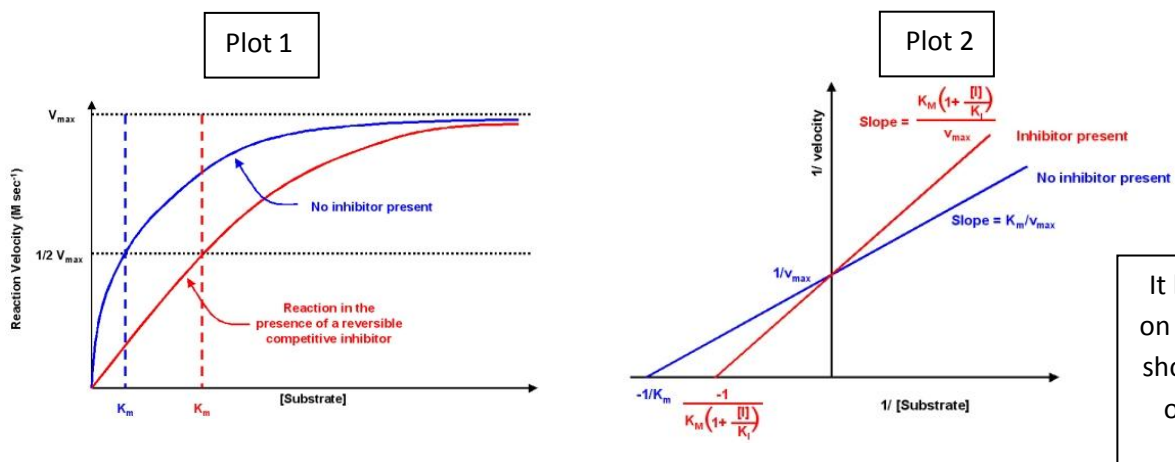 Plot 1
Vmax
1/2 Vmax
Reaction Velocity (M sec-1)
No inhibitor present
Reaction in the
presence of a reversible
competitive inhibitor
Km
Km
[Substrate]
Plot 2
1/ velocity
Slope = KM(1+ [I]/KI) / vmax
Inhibitor present
No inhibitor present
Slope = Km/vmax
1/vmax
-1/Km
-1 / KM(1+ [I]/KI)
1/ [Substrate]
It
on